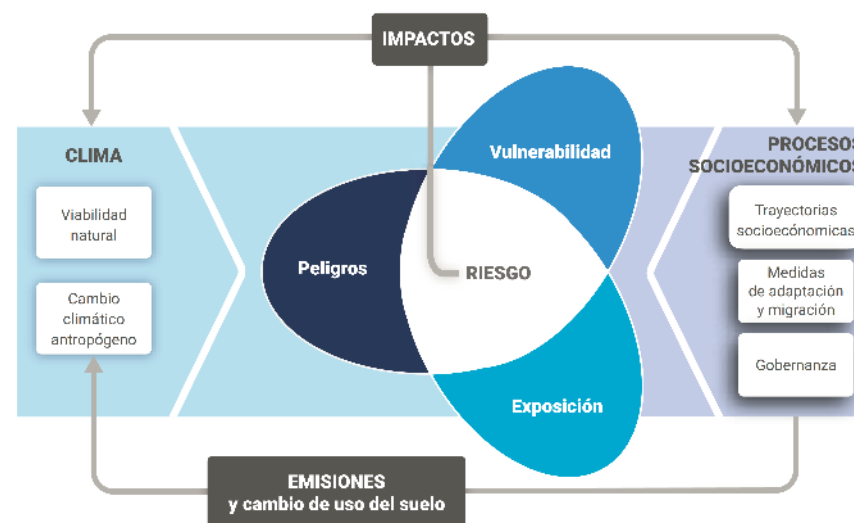 IMPACTOS
CLIMA
Viabilidad
natural
Cambio
climático
antropógeno
Peligros
Vulnerabilidad
RIESGO
Exposición
PROCESOS
SOCIOECONÓMICOS
Trayectorias
socioecónomicas
Medidas
de adaptación
y migración
Gobernanza
EMISIONES
y cambio de uso del suelo